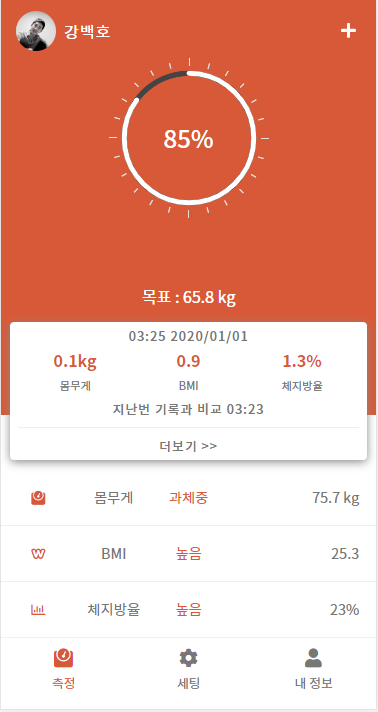 강백호
85%
목표 : 65.8 kg
03:25 2020/01/01
0.1kg 0.9 1.3%
몸무게 BMI 체지방율
지난번 기록과 비교 03:23
더보기 >>
몸무게 과체중 75.7 kg
BMI 높음 25.3
체지방율 높음 23%
측정 세팅 내 정보